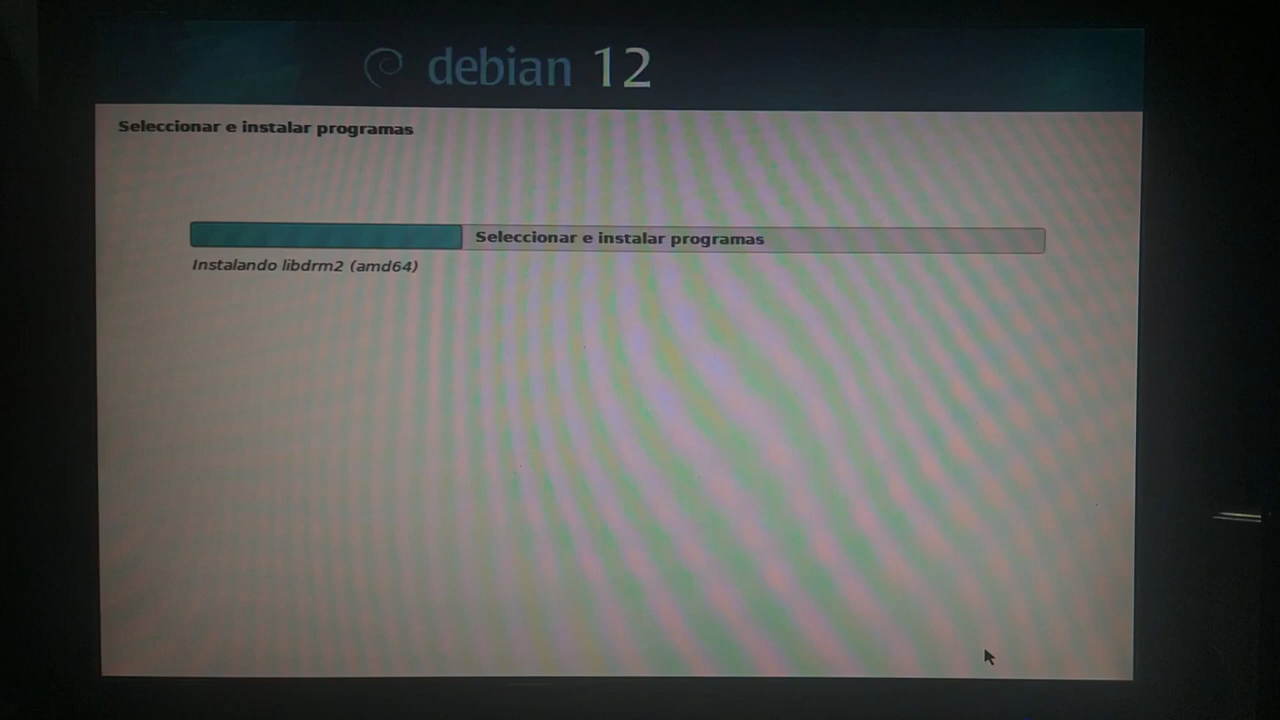 debian 12
Seleccionar e instalar programas
Seleccionar e instalar programas
Instalando libdrm2 (amd64)